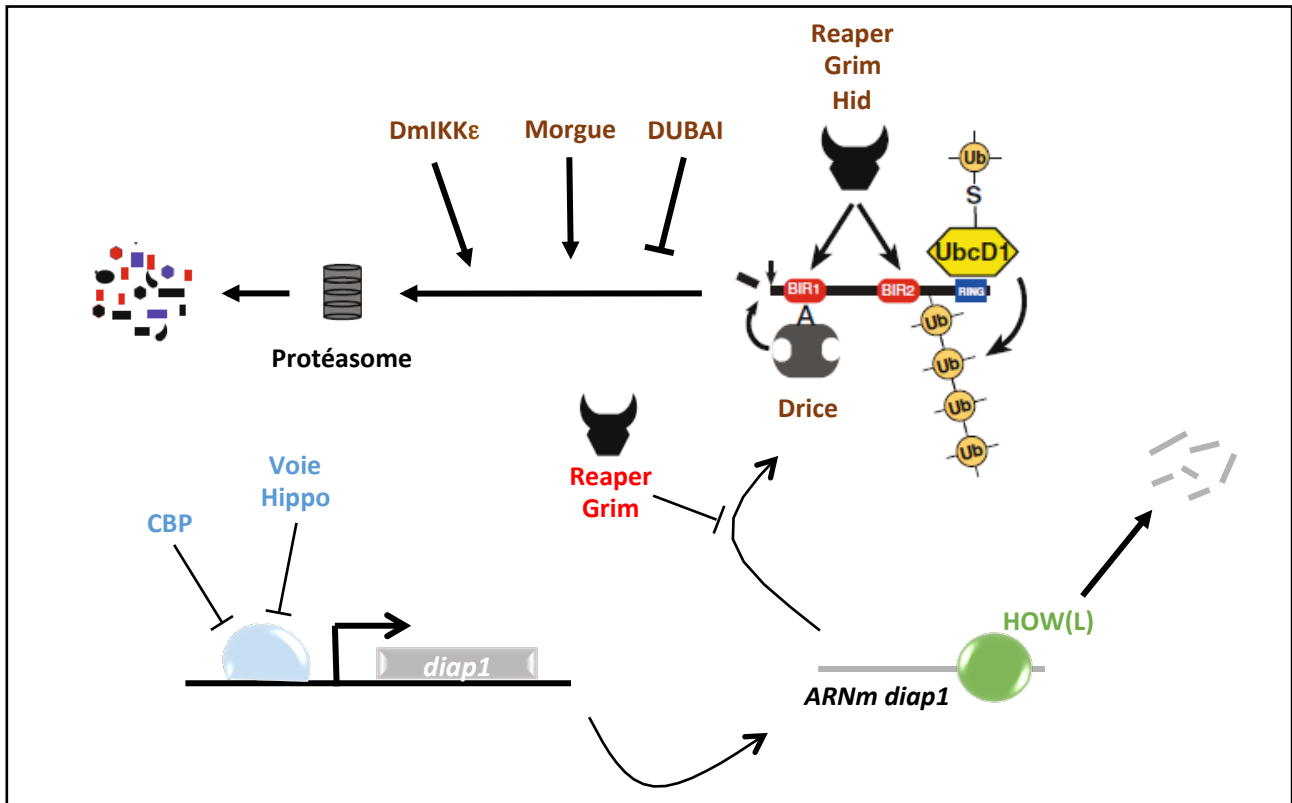 Reaper
Grim
Hid
DmIKKε
Morgue
DUBAI
Ub
S
UbcD1
BIR1
BIR2
RING
A
Ub
Ub
Ub
Ub
Protéasome
Drice
Reaper
Grim
Voie
Hippo
CBP
HOW(L)
diap1
ARNm diap1